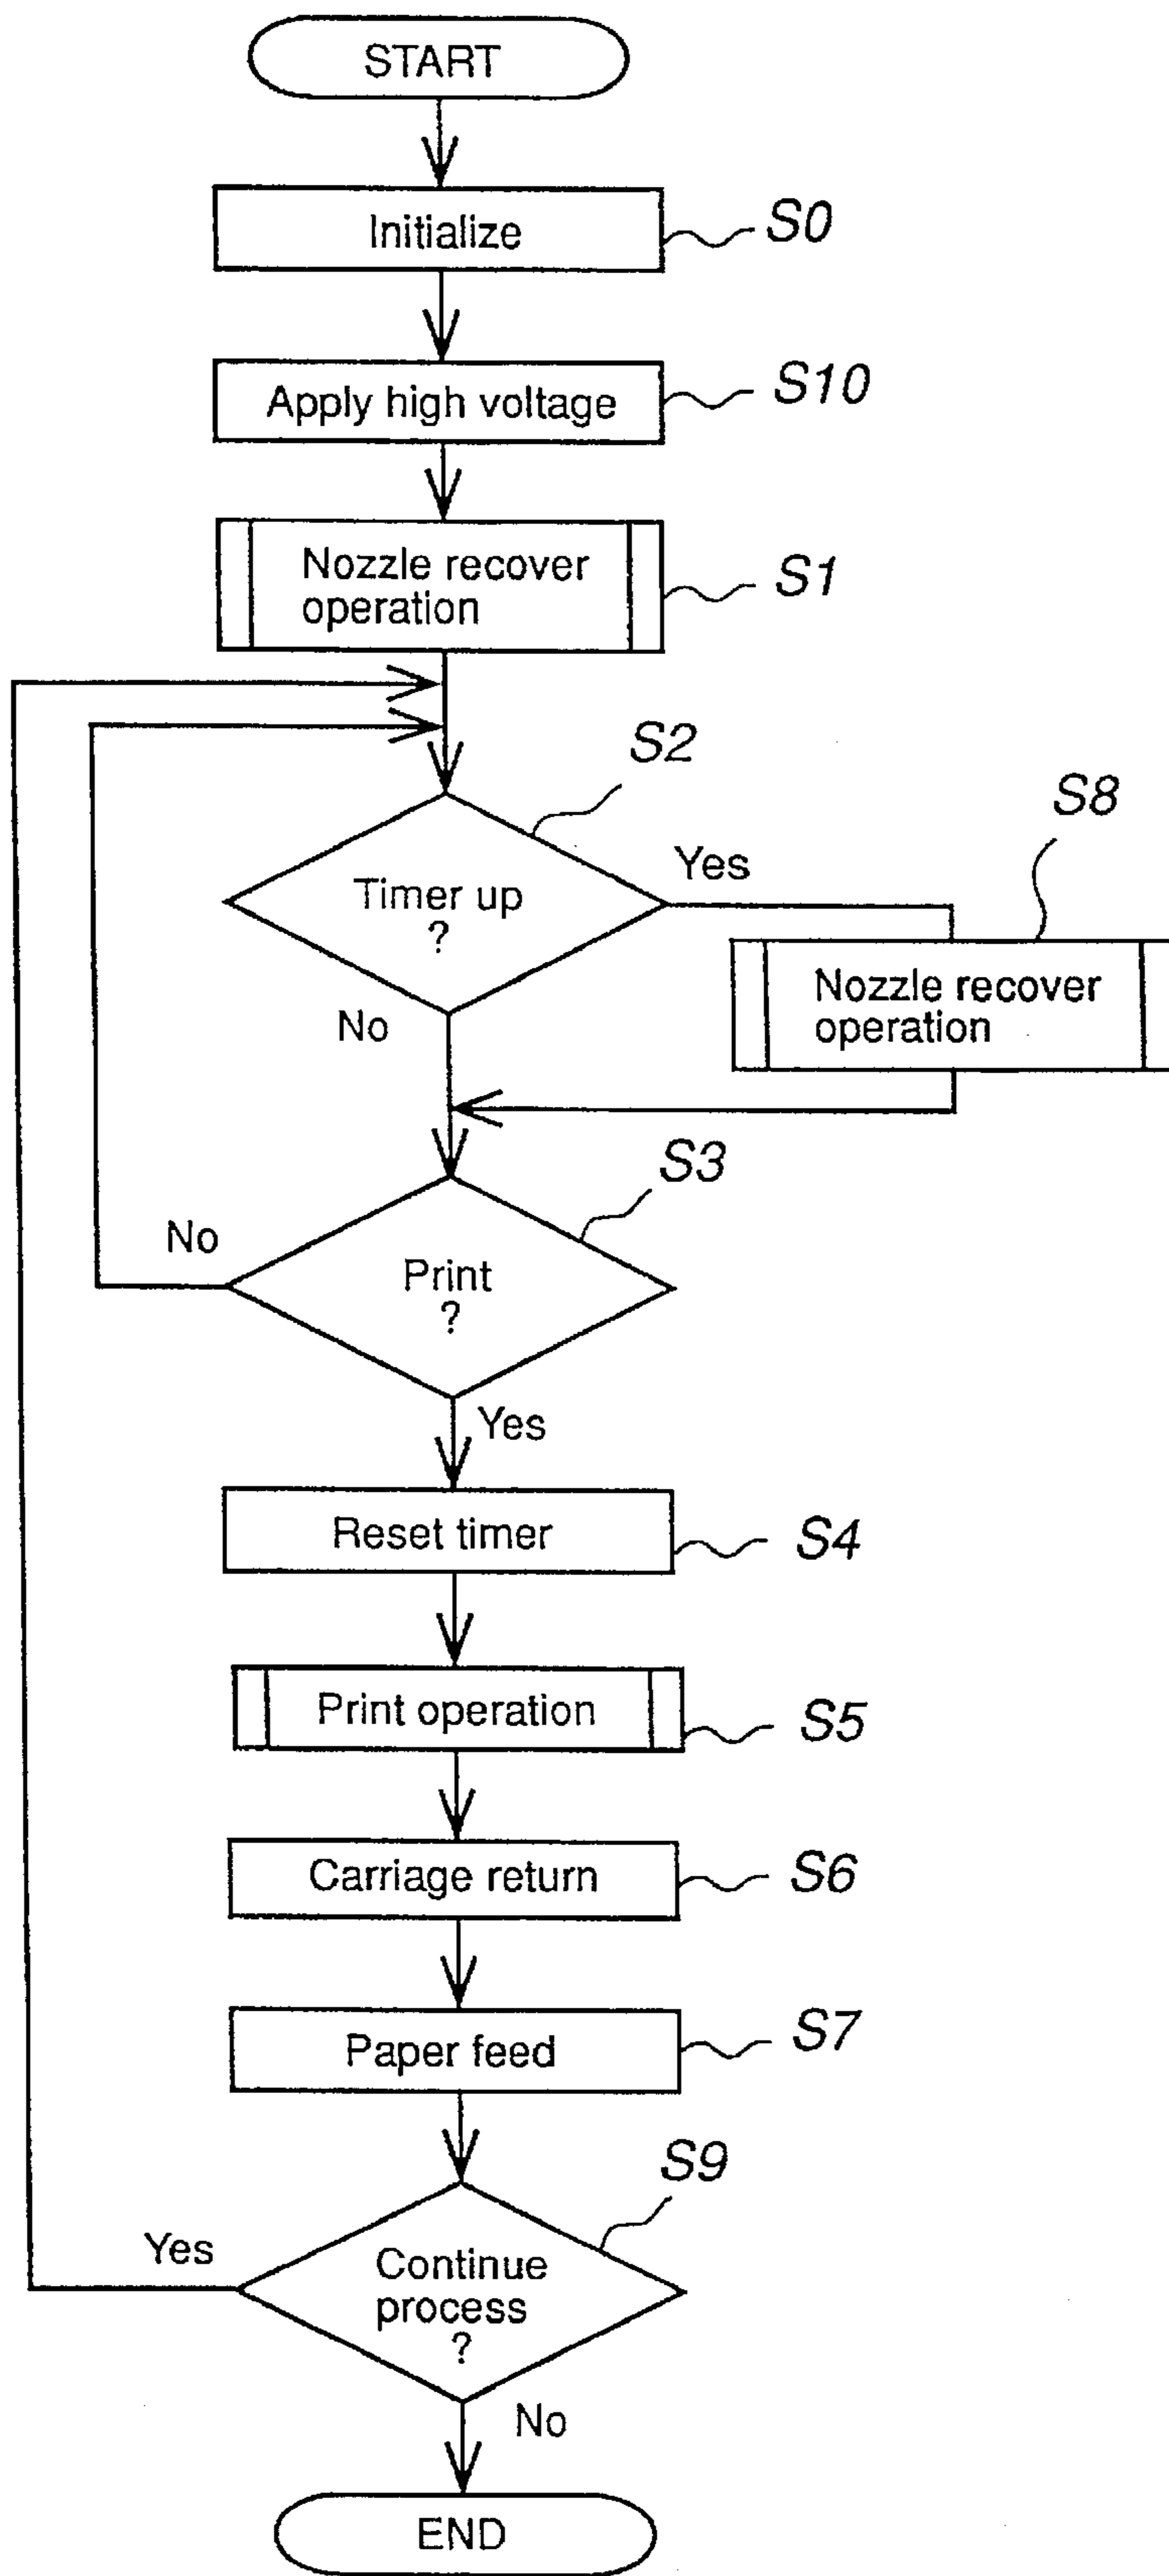 START
Initialize
S0
Apply high voltage
S10
Nozzle recover
operation
S1
S2
Timer up
?
Yes
No
S8
Nozzle recover
operation
S3
Print
?
No
Yes
Reset timer
S4
Print operation
S5
Carriage return
S6
Paper feed
S7
S9
Continue
process
?
Yes
No
END